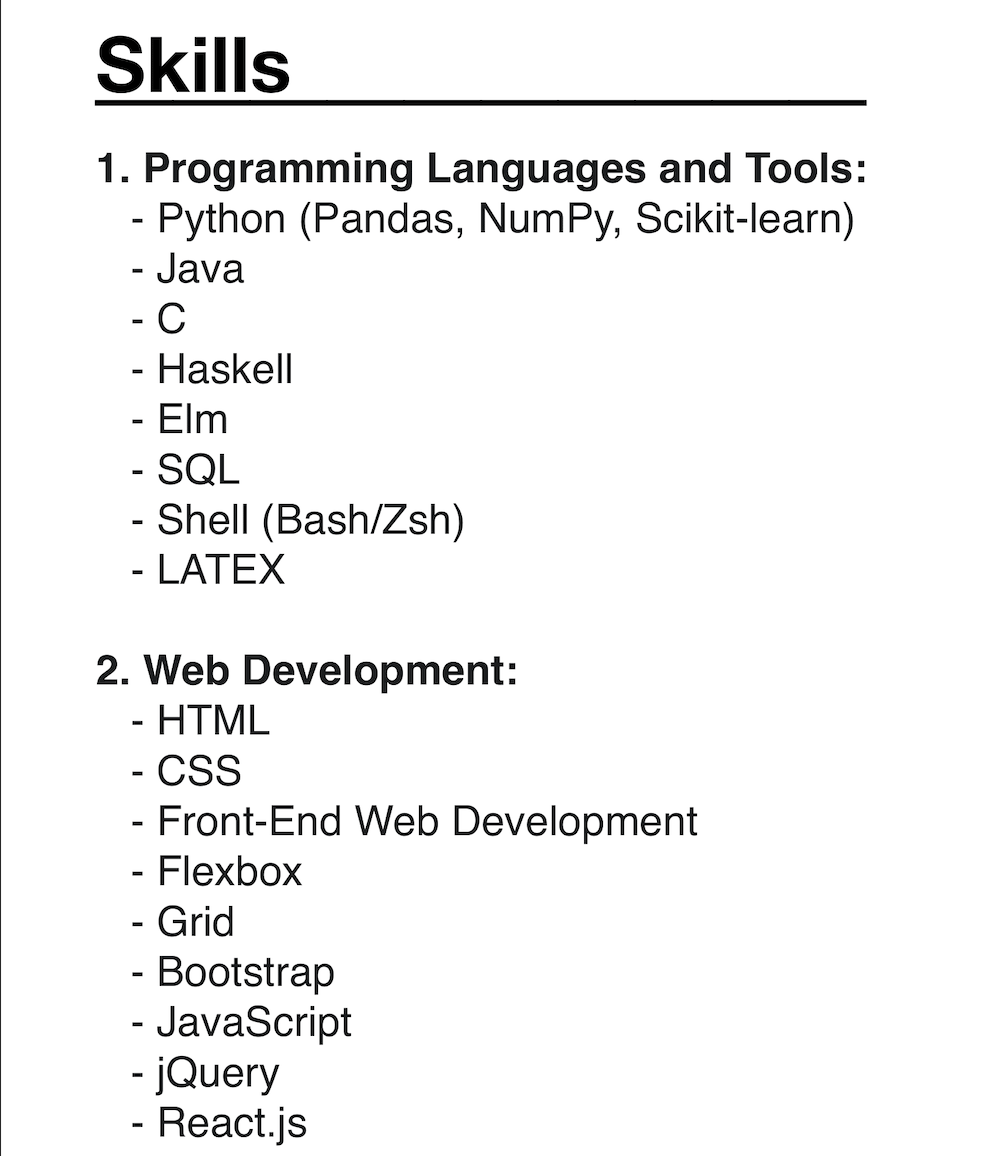 Skills
1. Programming Languages and Tools:
- Python (Pandas, NumPy, Scikit-learn)
- Java
- C
- Haskell
- Elm
- SQL
- Shell (Bash/Zsh)
- LATEX
2. Web Development:
- HTML
- CSS
- Front-End Web Development
- Flexbox
- Grid
- Bootstrap
- JavaScript
- jQuery
- React.js